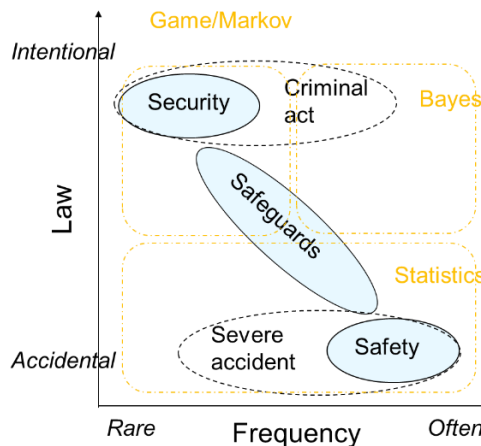 Game/Markov
Intentional
Security
Criminal
act
Bayes
Law
Safeguards
Statistics
Severe
accident
Safety
Accidental
Rare
Frequency
Often